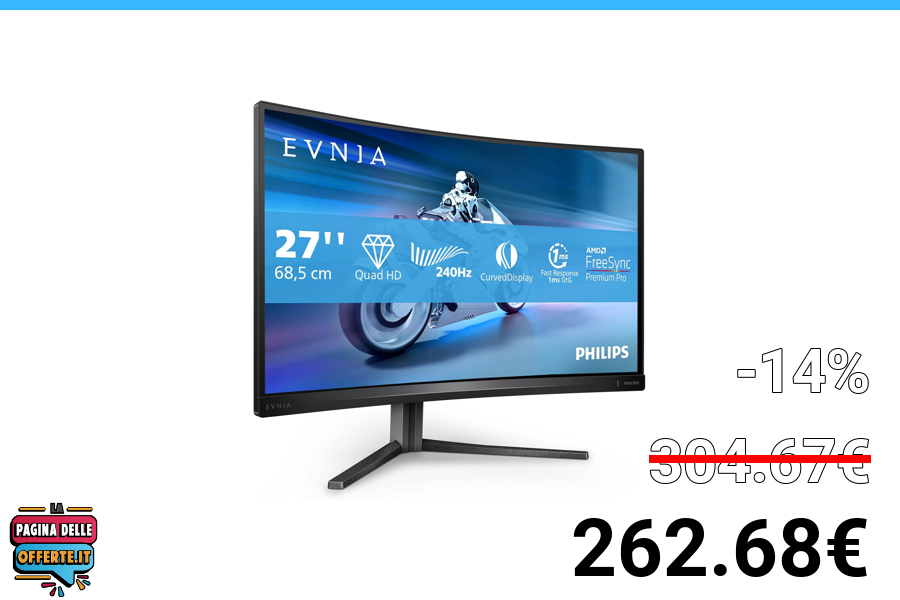 EVNIA
27''
68,5 cm
Quad HD
240Hz
CurvedDisplay
1ms
Fast Response
1ms GtG
AMD
FreeSync
Premium Pro
PHILIPS
EVNIA
PHILIPS
-14%
304.67€
262.68€
LA
PAGINA DELLE
OFFERTE.IT